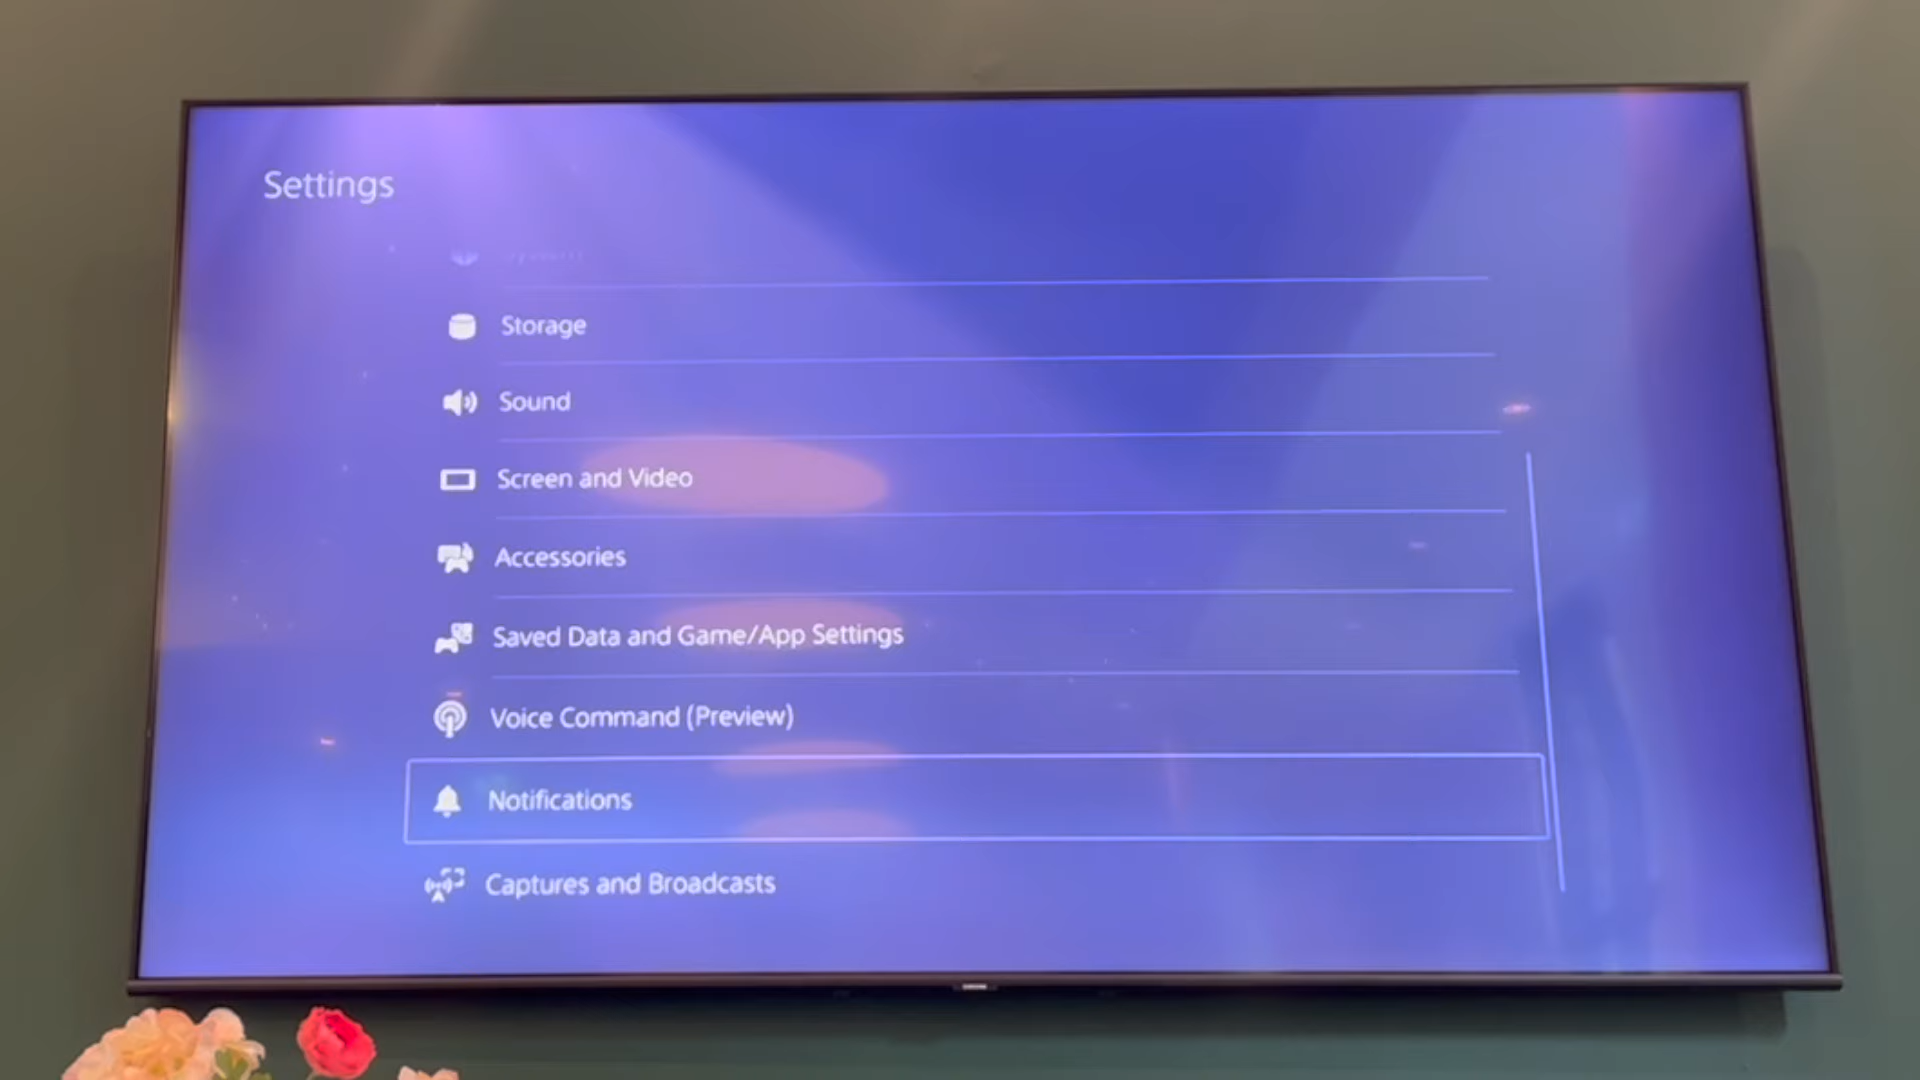 Settings
Storage
Sound
Screen and Video
Accessories
Saved Data and Game/App Settings
Voice Command (Preview)
Notifications
Captures and Broadcasts